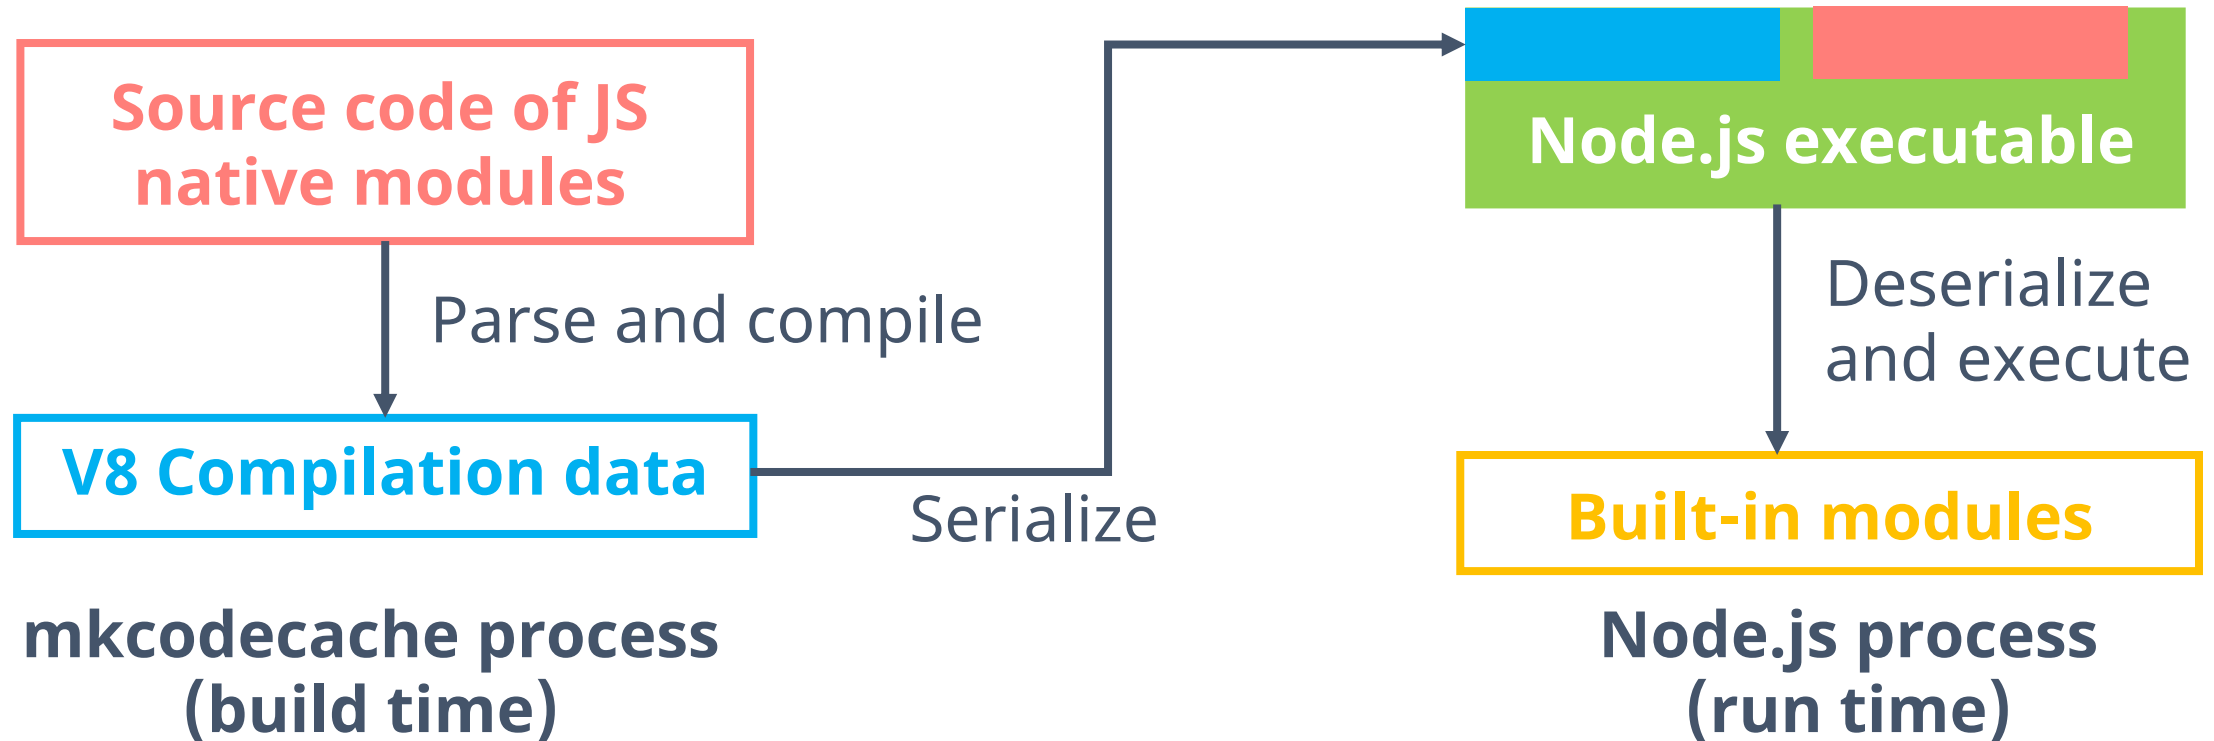 Source code of JS
native modules
Parse and compile
V8 Compilation data
Serialize
mkcodecache process
(build time)
Node.js executable
Deserialize
and execute
Built-in modules
Node.js process
(run time)